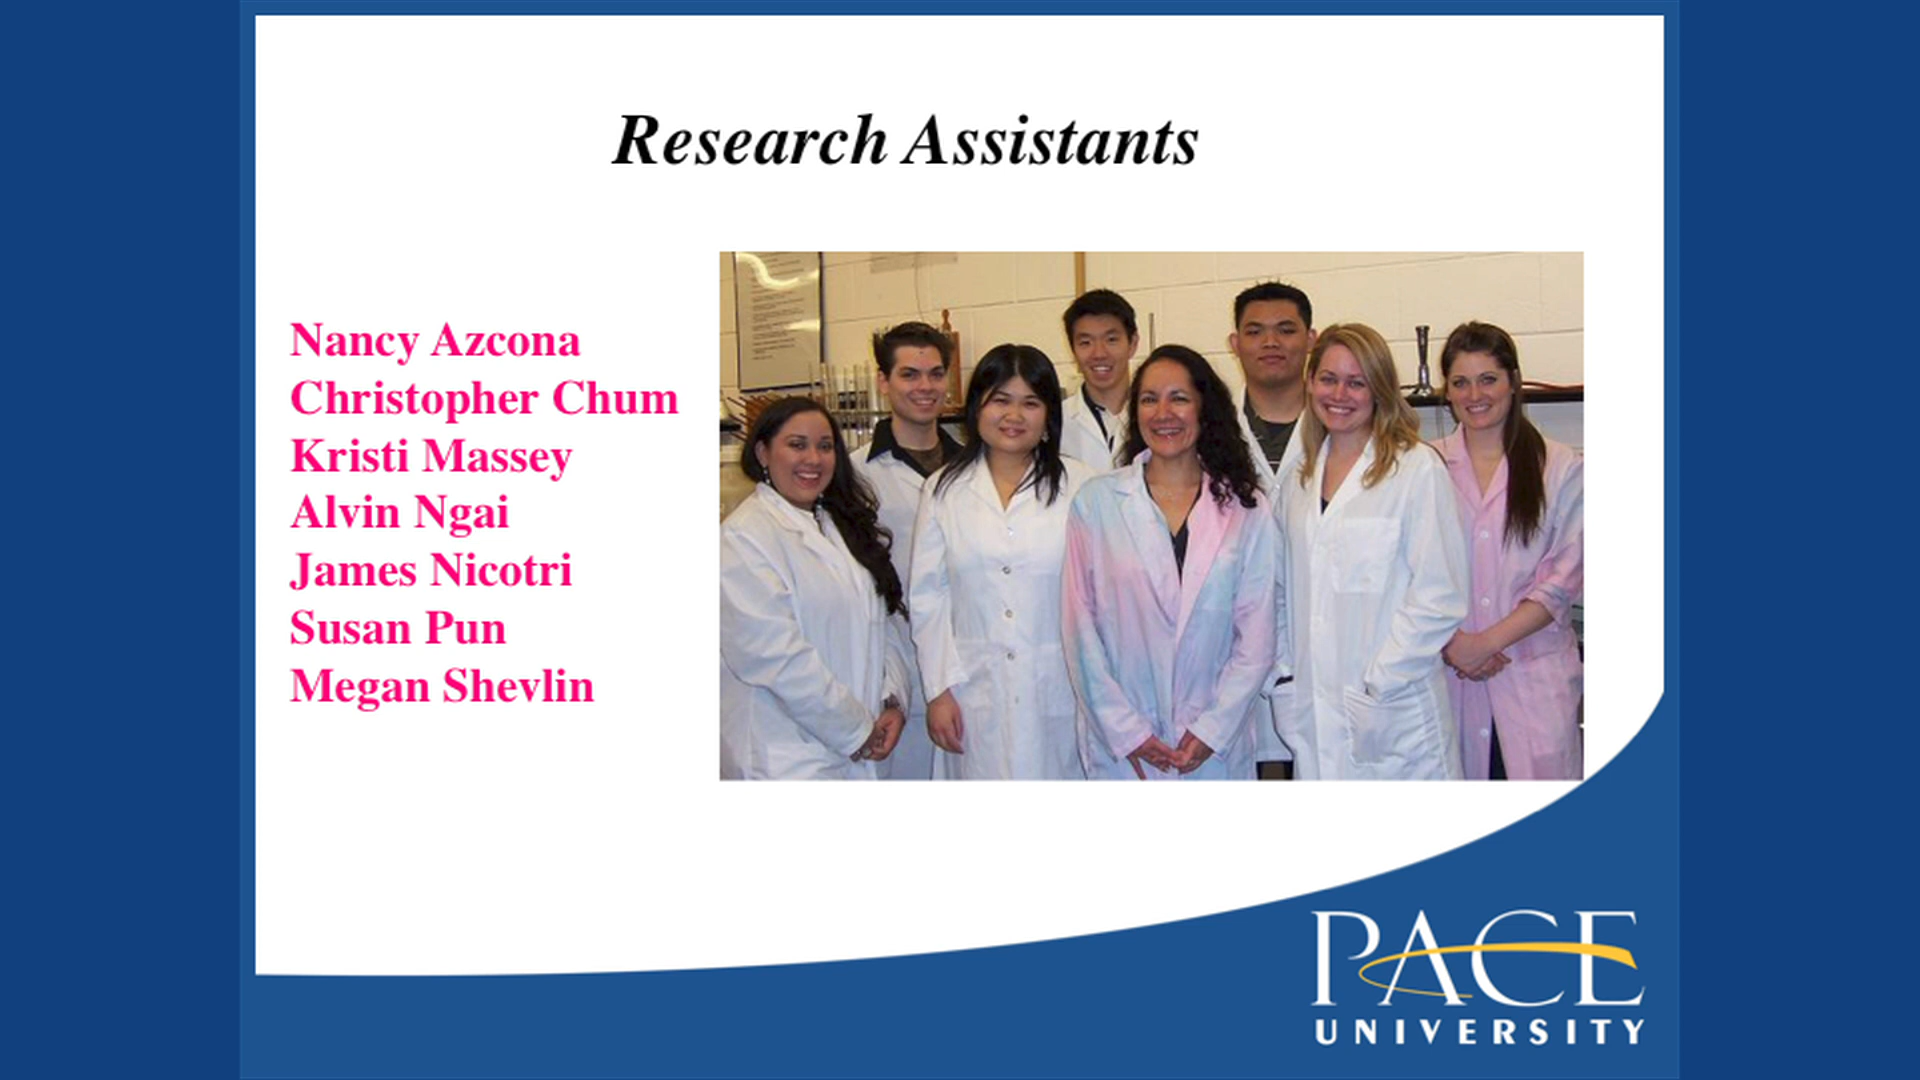 Research Assistants
Nancy Azcona
Christopher Chum
Kristi Massey
Alvin Ngai
James Nicotri
Susan Pun
Megan Shevlin
PACE
UNIVERSITY